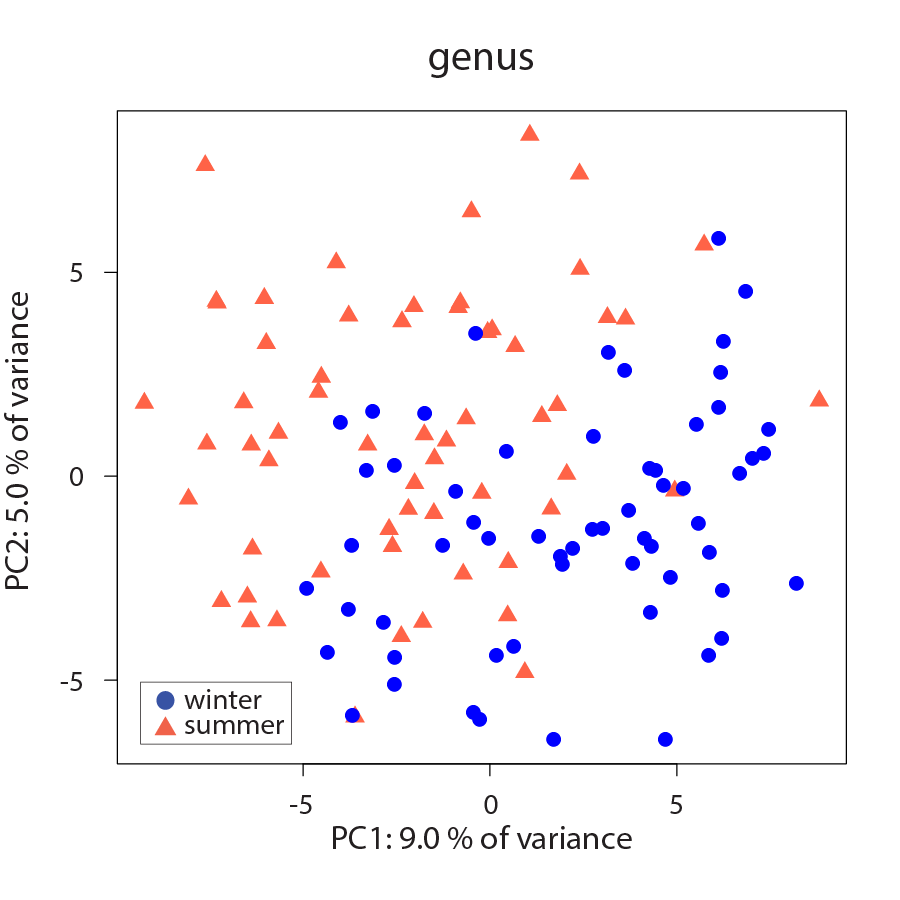 genus
PC2: 5.0 % of variance
5
0
-5
winter
summer
-5 0 5
PC1: 9.0 % of variance